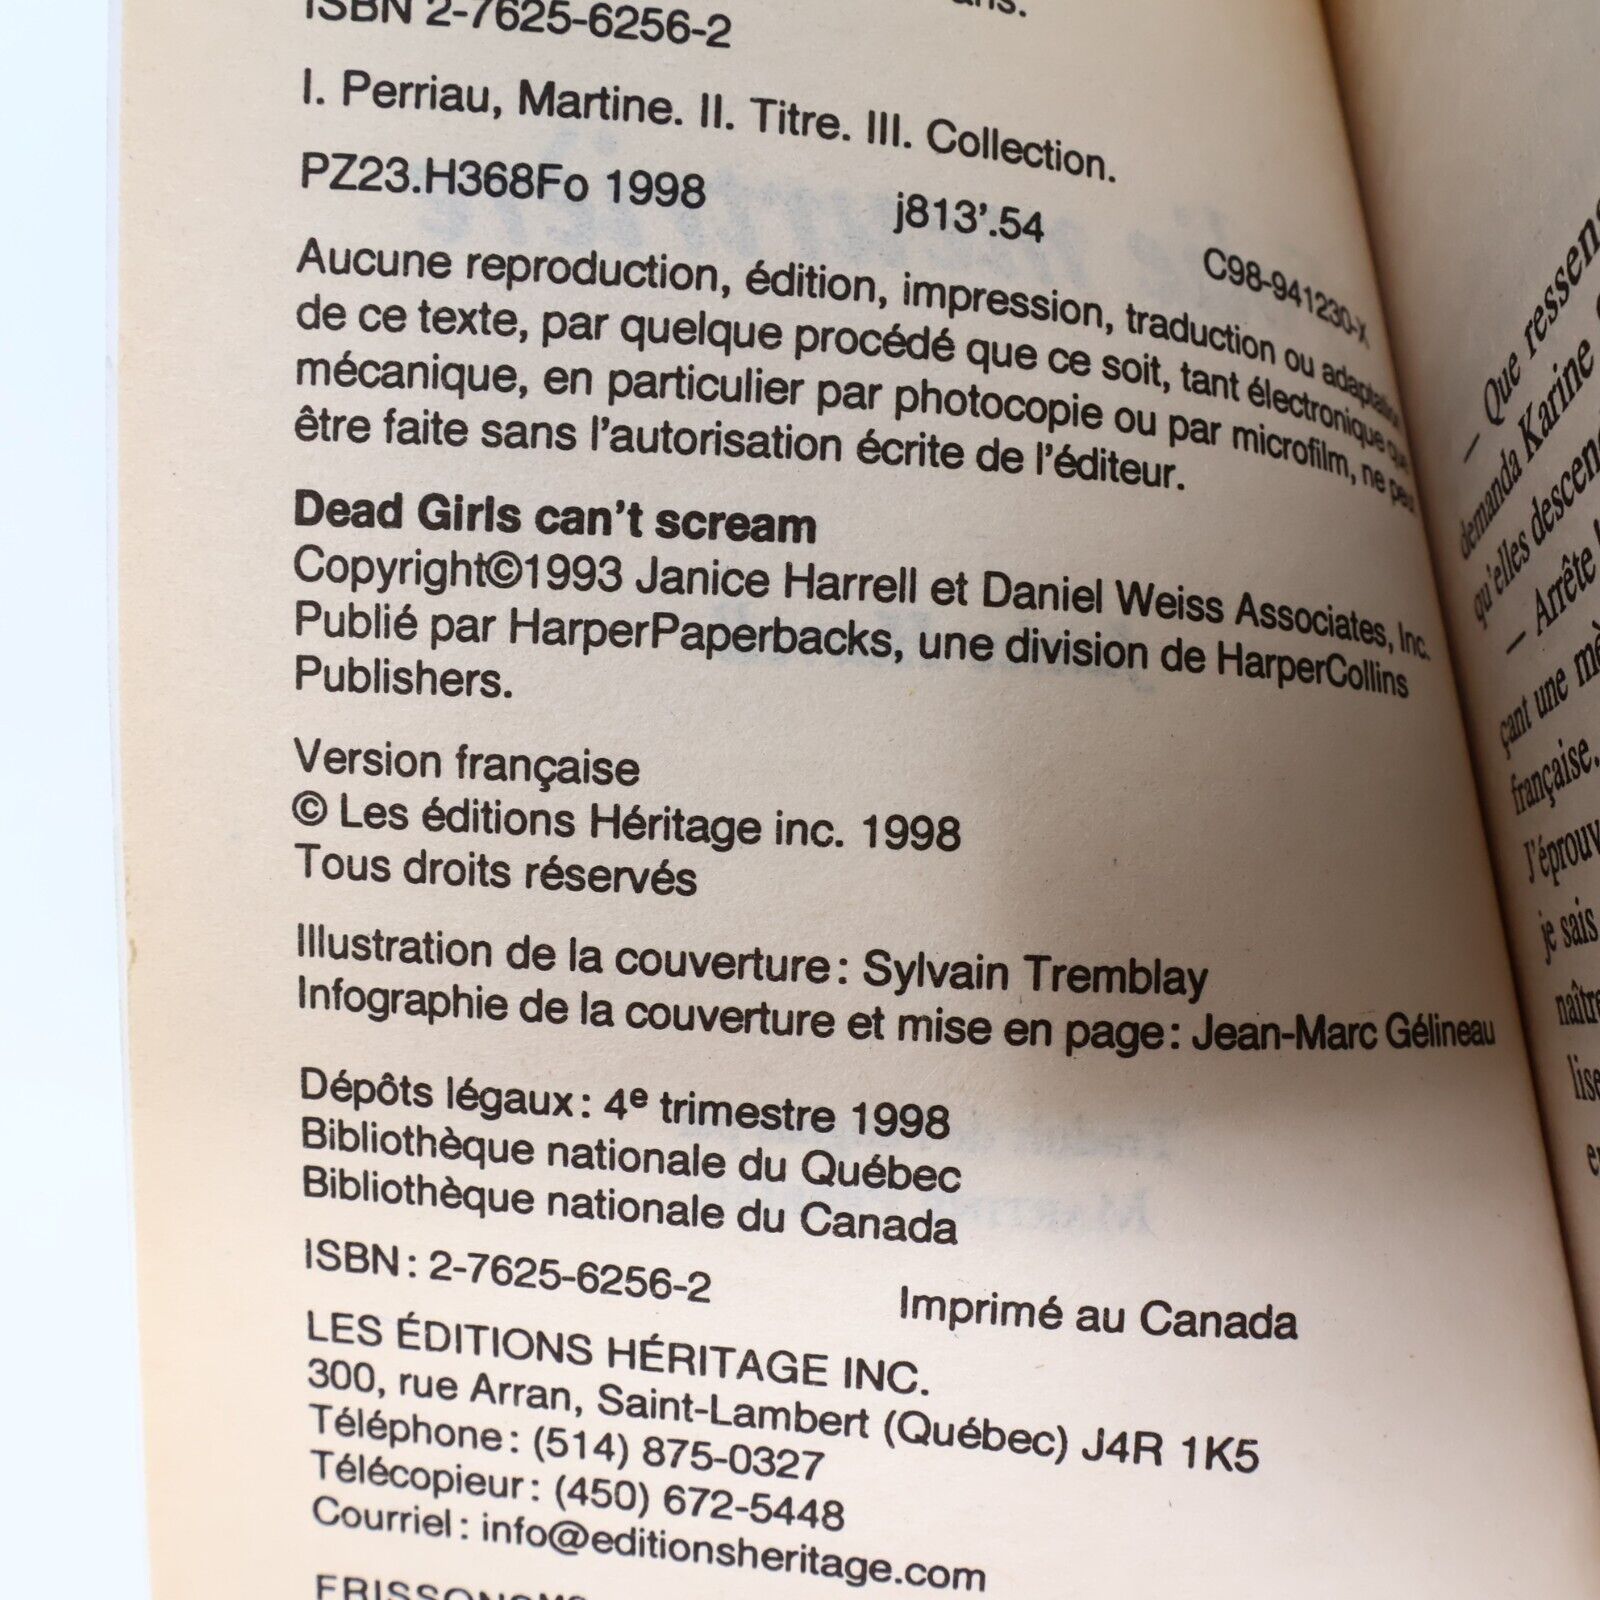 ans.
ISBN 2-7625-6256-2
I. Perriau, Martine. II. Titre. III. Collection.
PZ23.H368Fo 1998 j813'.54 C98-941230-X
Aucune reproduction, édition, impression, traduction ou adaptation
de ce texte, par quelque procédé que ce soit, tant électronique que
mécanique, en particulier par photocopie ou par microfilm, ne peu
être faite sans l'autorisation écrite de l'éditeur.
Dead Girls can't scream
Copyright©1993 Janice Harrell et Daniel Weiss Associates, Inc.
Publié par HarperPaperbacks, une division de HarperCollins
Publishers.
Version française
© Les éditions Héritage inc. 1998
Tous droits réservés
Illustration de la couverture: Sylvain Tremblay
Infographie de la couverture et mise en page: Jean-Marc Gélineau
Dépôts légaux: 4e trimestre 1998
Bibliothèque nationale du Québec
Bibliothèque nationale du Canada
ISBN: 2-7625-6256-2 Imprimé au Canada
LES ÉDITIONS HÉRITAGE INC.
300, rue Arran, Saint-Lambert (Québec) J4R 1K5
Téléphone: (514) 875-0327
Télécopieur: (450) 672-5448
Courriel: info@editionsheritage.com
— Que ressens
demanda Karine
qu'elles descen
— Arrête
çant une mè
française.
J'éprouv
je sais
naître
lise